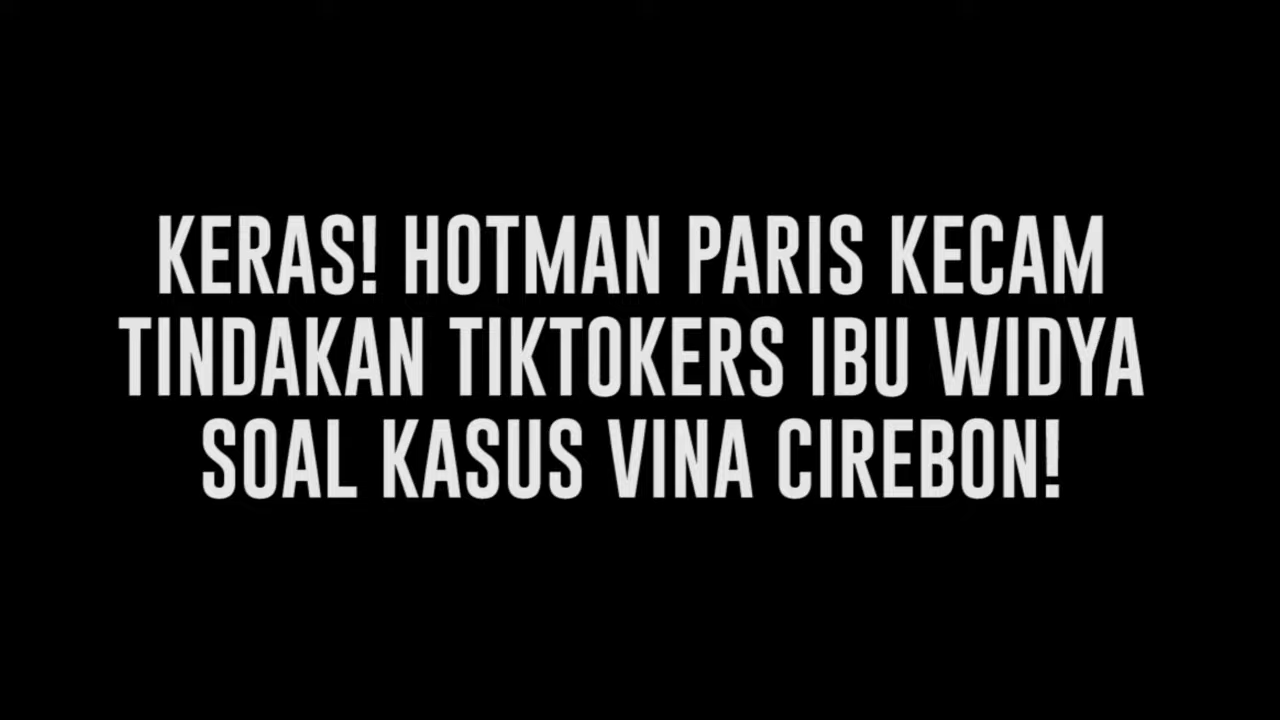 KERAS! HOTMAN PARIS KECAM
TINDAKAN TIKTOKERS IBU WIDYA
SOAL KASUS VINA CIREBON!